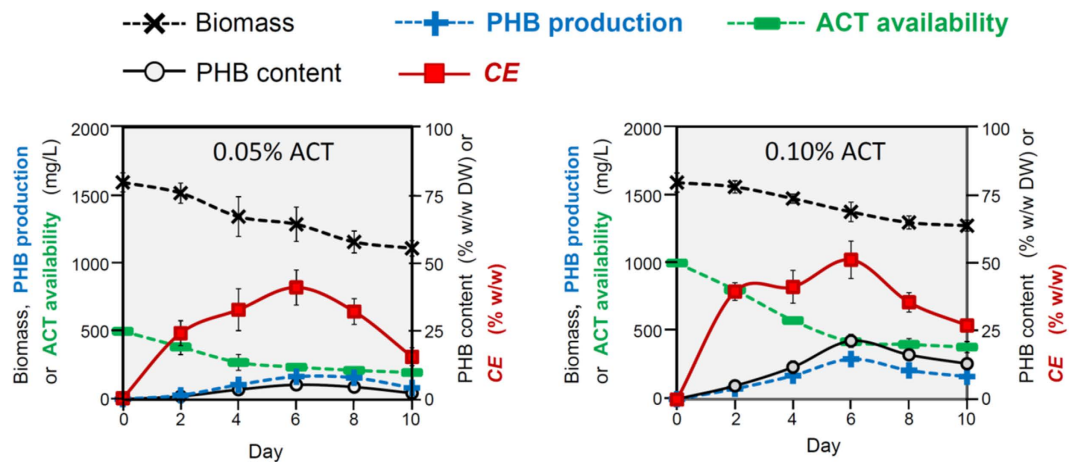 Biomass
PHB production
ACT availability
PHB content
CE
0.05% ACT
2000
1500
1000
500
0
100
75
50
25
0
0 2 4 6 8 10
Day
Biomass, PHB production
or ACT availability (mg/L)
PHB content (% w/w DW) or
CE (% w/w)
0.10% ACT
2000
1500
1000
500
0
100
75
50
25
0
0 2 4 6 8 10
Day
Biomass, PHB production
or ACT availability (mg/L)
PHB content (% w/w DW) or
CE (% w/w)